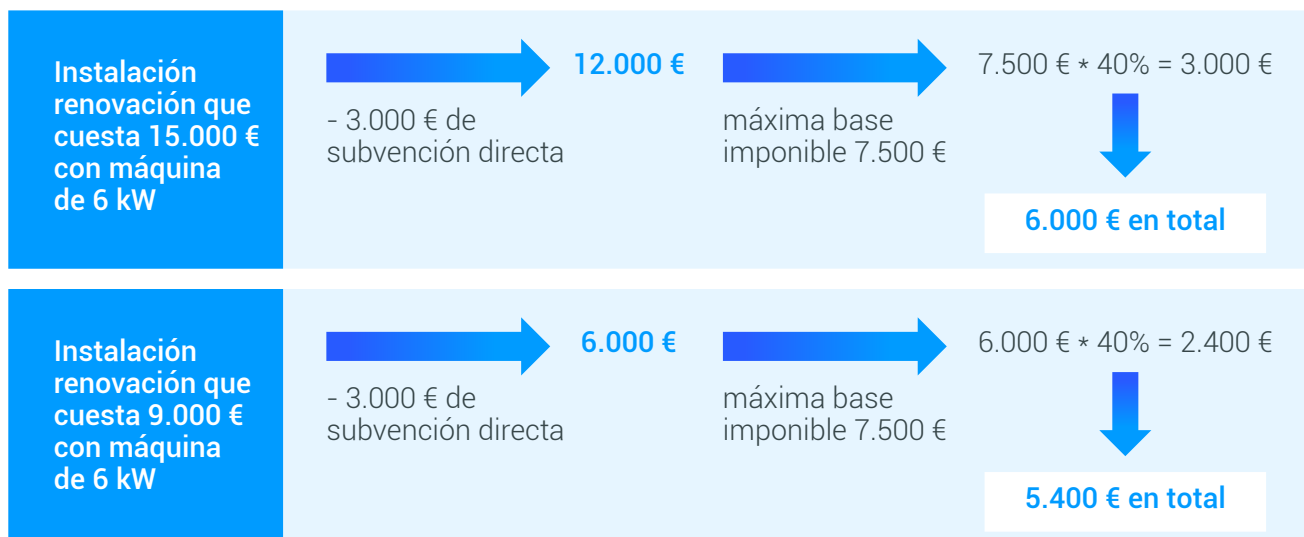 Instalación
renovación que
cuesta 15.000 €
con máquina
de 6 kW
- 3.000 € de
subvención directa
12.000 €
máxima base
imponible 7.500 €
7.500 € * 40% = 3.000 €
6.000 € en total
Instalación
renovación que
cuesta 9.000 €
con máquina
de 6 kW
- 3.000 € de
subvención directa
6.000 €
máxima base
imponible 7.500 €
6.000 € * 40% = 2.400 €
5.400 € en total